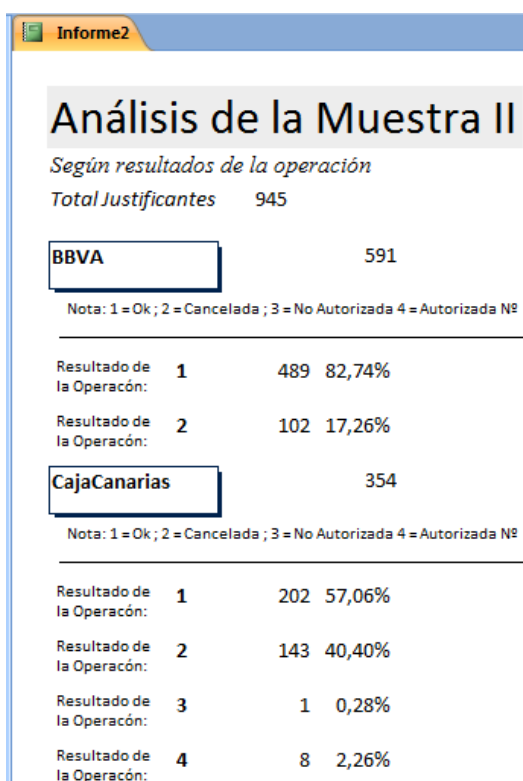 Informe2
Análisis de la Muestra II
Según resultados de la operación
Total Justificantes 945
BBVA 591
Nota: 1 = Ok ; 2 = Cancelada ; 3 = No Autorizada 4 = Autorizada Nº
Resultado de
la Operacón: 1 489 82,74%
Resultado de
la Operacón: 2 102 17,26%
CajaCanarias 354
Nota: 1 = Ok ; 2 = Cancelada ; 3 = No Autorizada 4 = Autorizada Nº
Resultado de
la Operacón: 1 202 57,06%
Resultado de
la Operacón: 2 143 40,40%
Resultado de
la Operacón: 3 1 0,28%
Resultado de
la Operacón: 4 8 2,26%